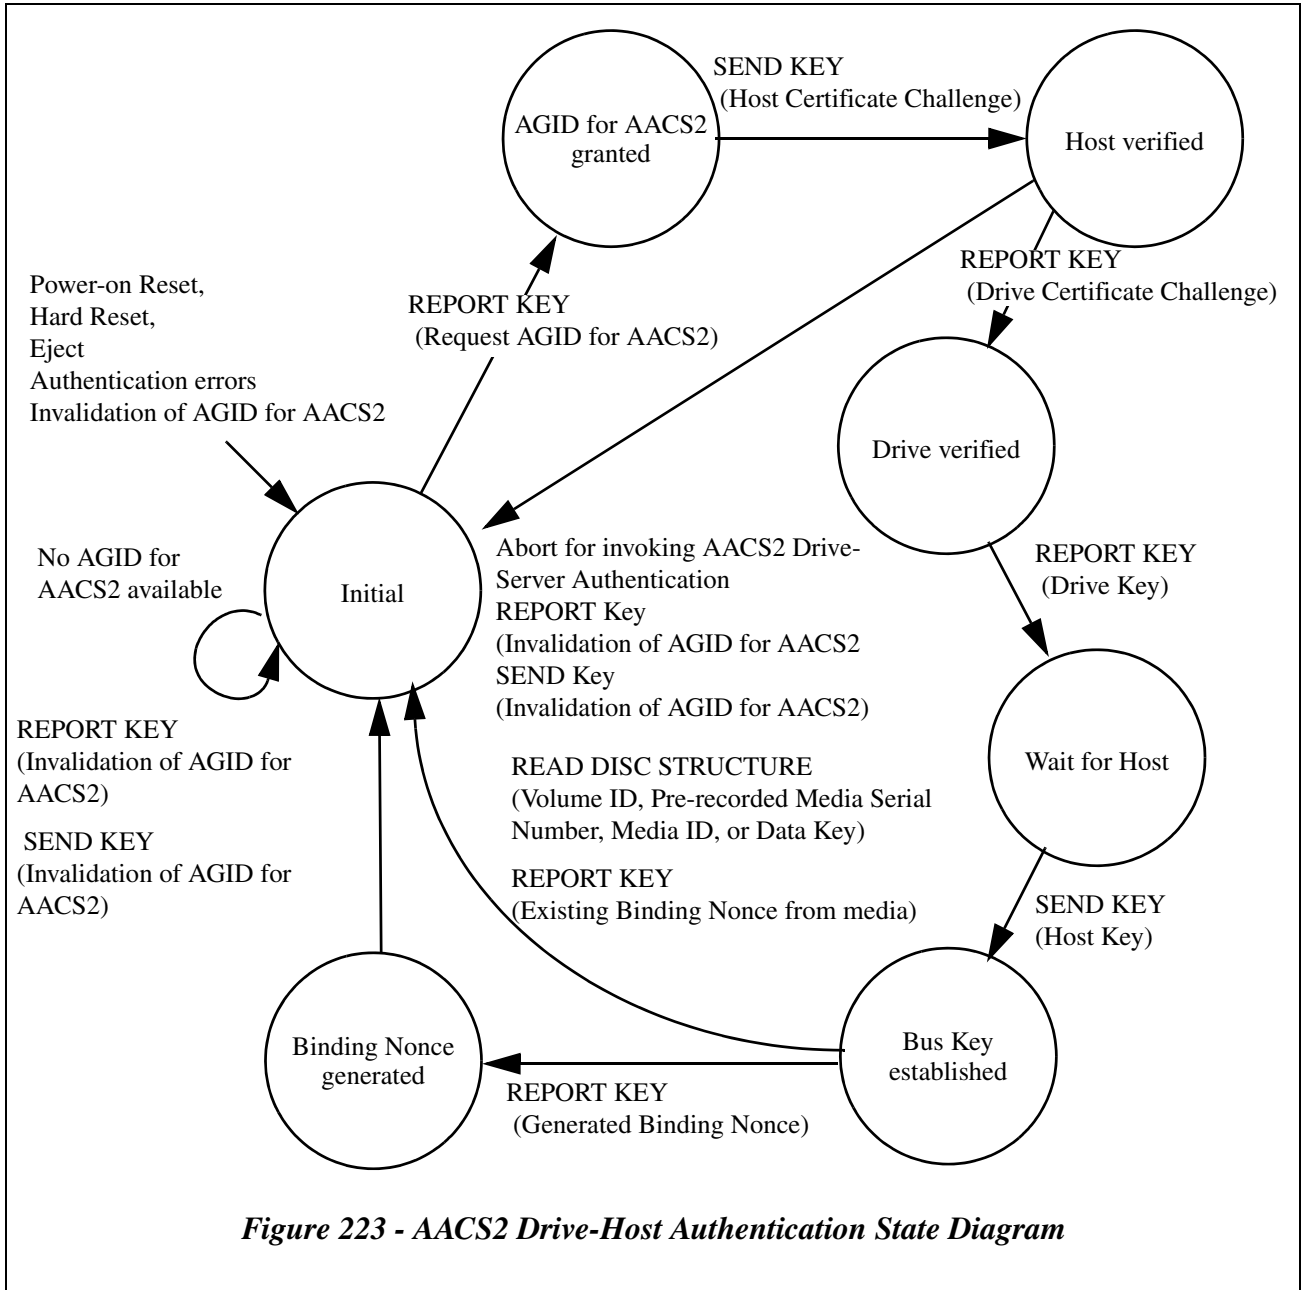 SEND KEY
(Host Certificate Challenge)
AGID for AACS2
granted
Host verified
REPORT KEY
(Drive Certificate Challenge)
Power-on Reset,
Hard Reset,
Eject
Authentication errors
Invalidation of AGID for AACS2
REPORT KEY
(Request AGID for AACS2)
Drive verified
No AGID for
AACS2 available
Initial
Abort for invoking AACS2 Drive-
Server Authentication
REPORT Key
(Invalidation of AGID for AACS2
SEND Key
(Invalidation of AGID for AACS2)
REPORT KEY
(Drive Key)
REPORT KEY
(Invalidation of AGID for
AACS2)
SEND KEY
(Invalidation of AGID for
AACS2)
READ DISC STRUCTURE
(Volume ID, Pre-recorded Media Serial
Number, Media ID, or Data Key)
REPORT KEY
(Existing Binding Nonce from media)
Wait for Host
SEND KEY
(Host Key)
Binding Nonce
generated
Bus Key
established
REPORT KEY
(Generated Binding Nonce)
Figure 223 - AACS2 Drive-Host Authentication State Diagram